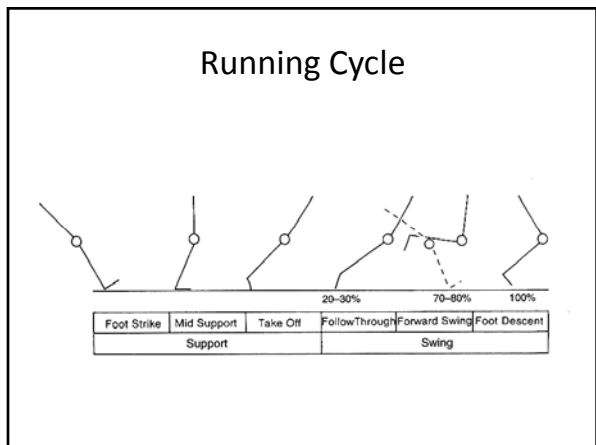 Running Cycle
20–30% 70–80% 100%
Foot Strike Mid Support Take Off FollowThrough Forward Swing Foot Descent
Support Swing